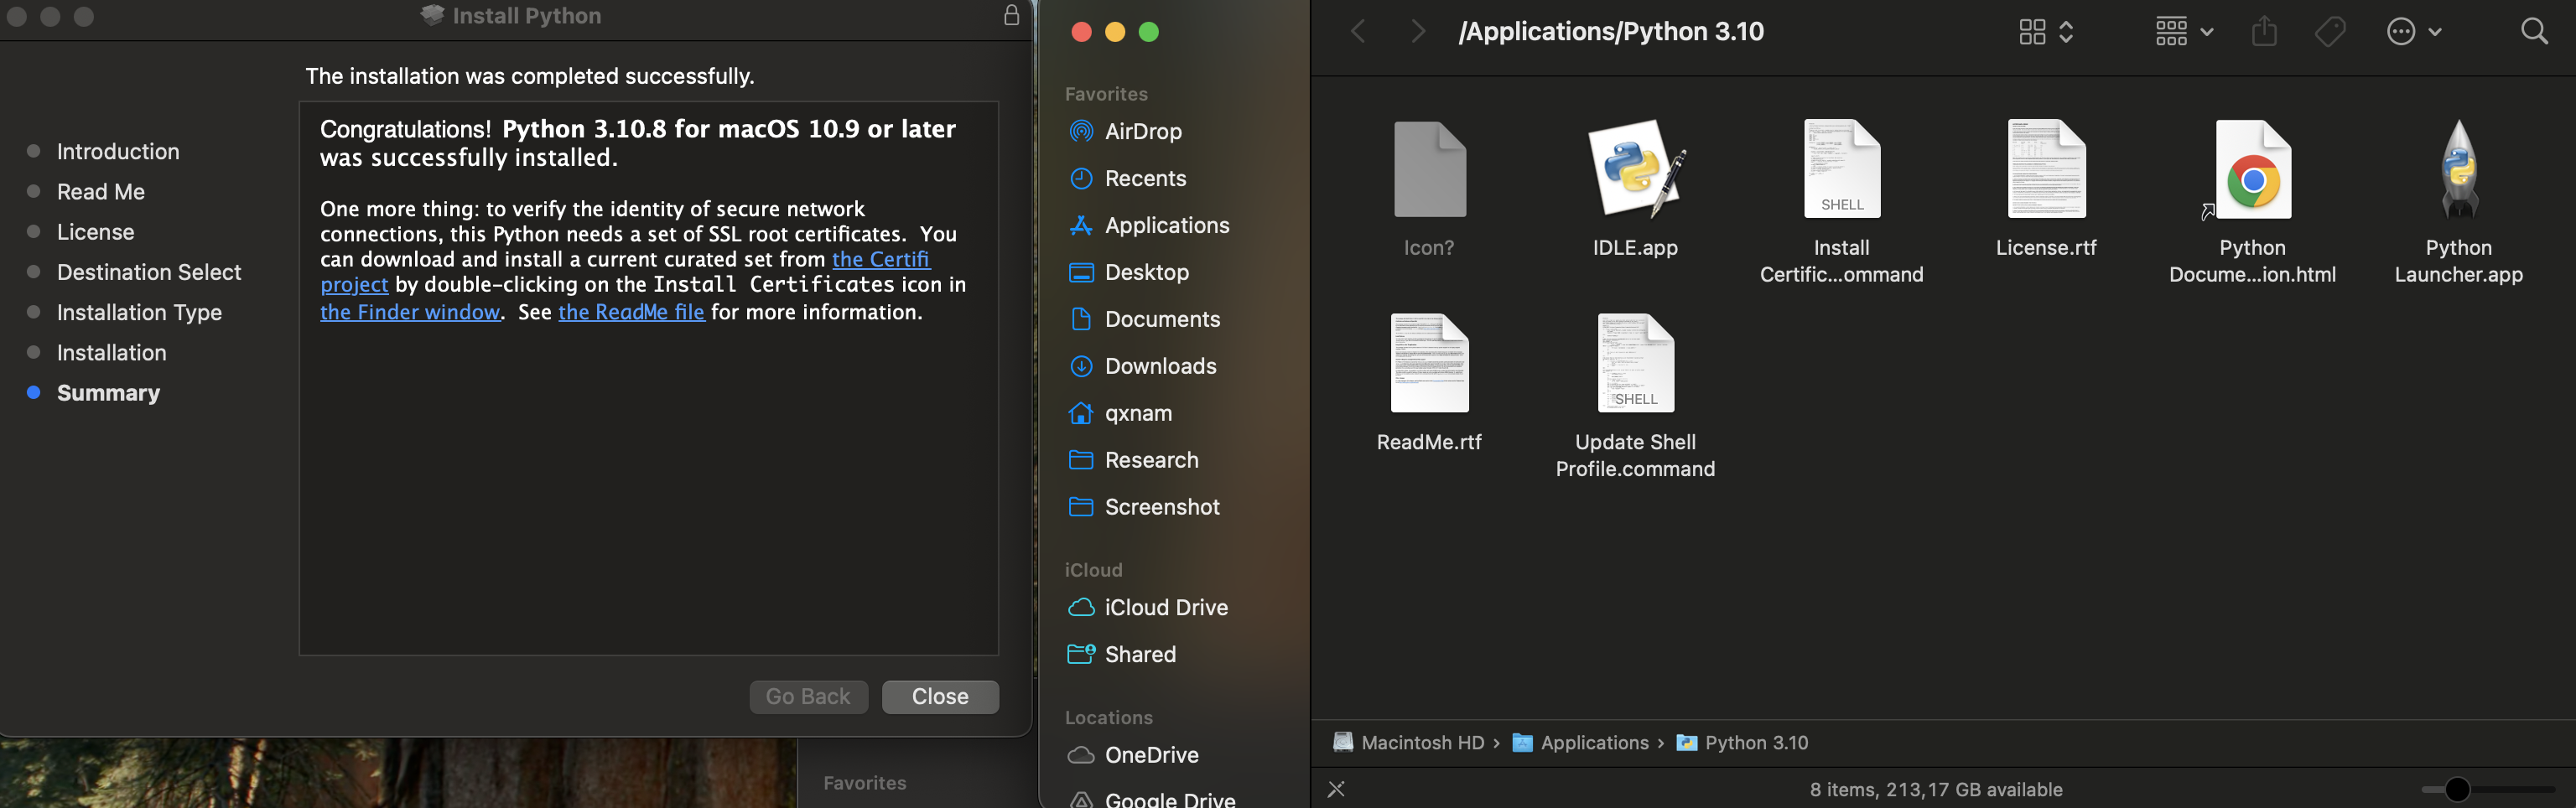 Install Python
The installation was completed successfully.
Introduction
Read Me
License
Destination Select
Installation Type
Installation
Summary
Congratulations! Python 3.10.8 for macOS 10.9 or later
was successfully installed.
One more thing: to verify the identity of secure network
connections, this Python needs a set of SSL root certificates. You
can download and install a current curated set from the Certifi
project by double-clicking on the Install Certificates icon in
the Finder window. See the ReadMe file for more information.
Go Back
Close
Favorites
Favorites
AirDrop
Recents
Applications
Desktop
Documents
Downloads
qxnam
Research
Screenshot
iCloud
iCloud Drive
Shared
Locations
OneDrive
Google Drive
/Applications/Python 3.10
Icon?
IDLE.app
SHELL
Install
Certific...ommand
License.rtf
Python
Docume...ion.html
Python
Launcher.app
ReadMe.rtf
SHELL
Update Shell
Profile.command
Macintosh HD › Applications › Python 3.10
8 items, 213,17 GB available